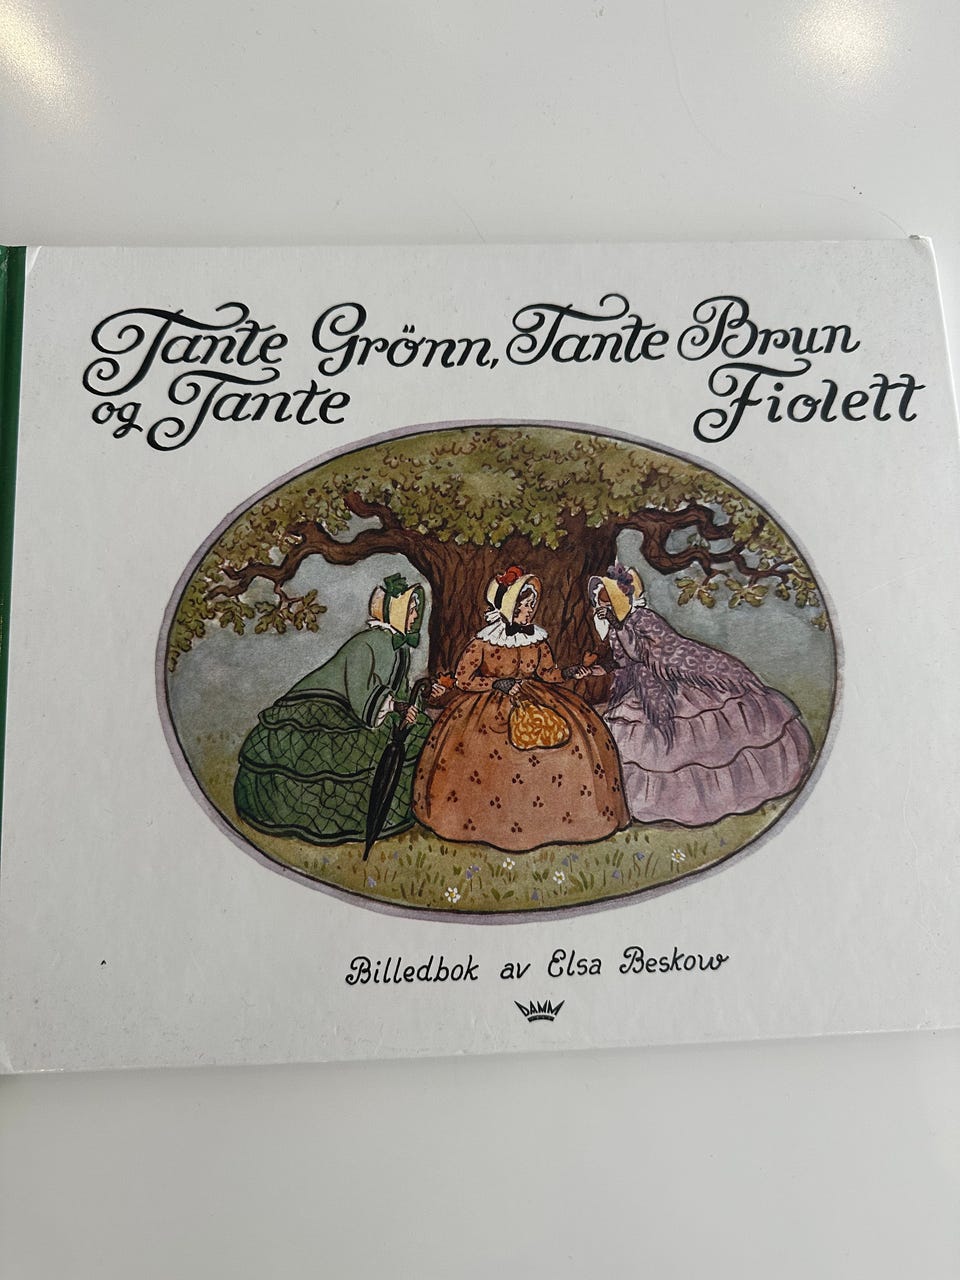 Tante Grönn, Tante Brun
og Tante Fiolett
Billedbok av Elsa Beskow
DAMM